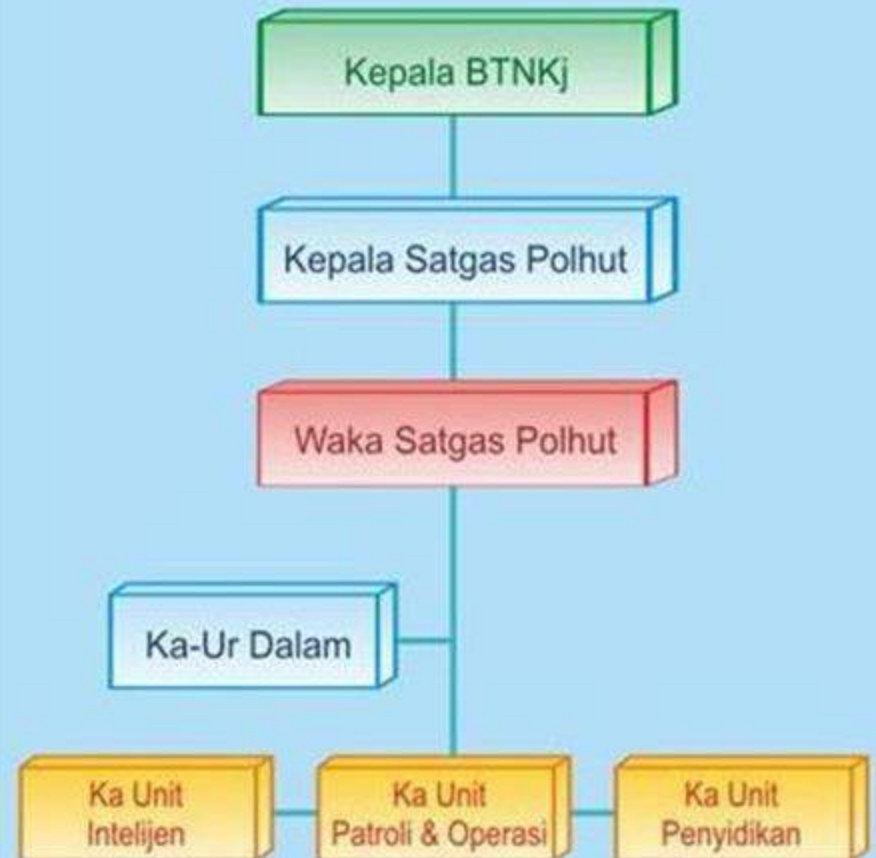 Kepala BTNKj
Kepala Satgas Polhut
Waka Satgas Polhut
Ka-Ur Dalam
Ka Unit
Intelijen
Ka Unit
Patroli & Operasi
Ka Unit
Penyidikan